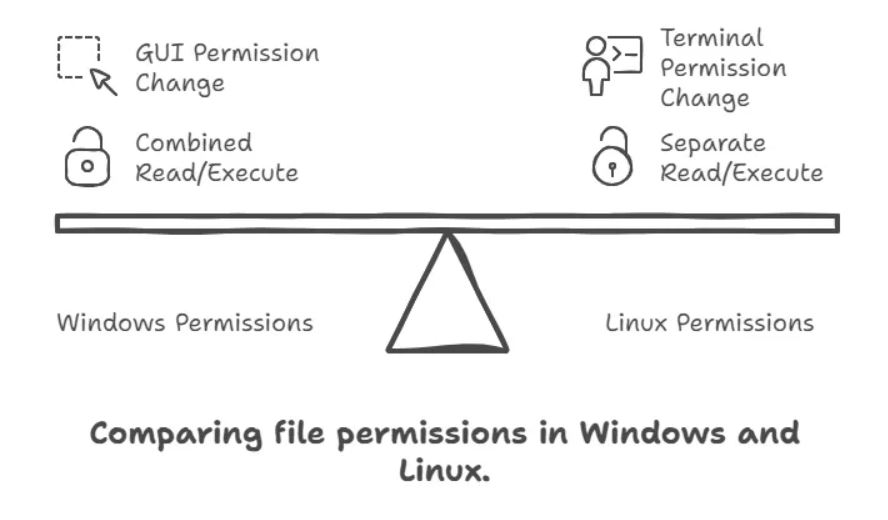 GUI Permission
Change
Combined
Read/Execute
Terminal
Permission
Change
Separate
Read/Execute
Windows Permissions
Linux Permissions
Comparing file permissions in Windows and
Linux.